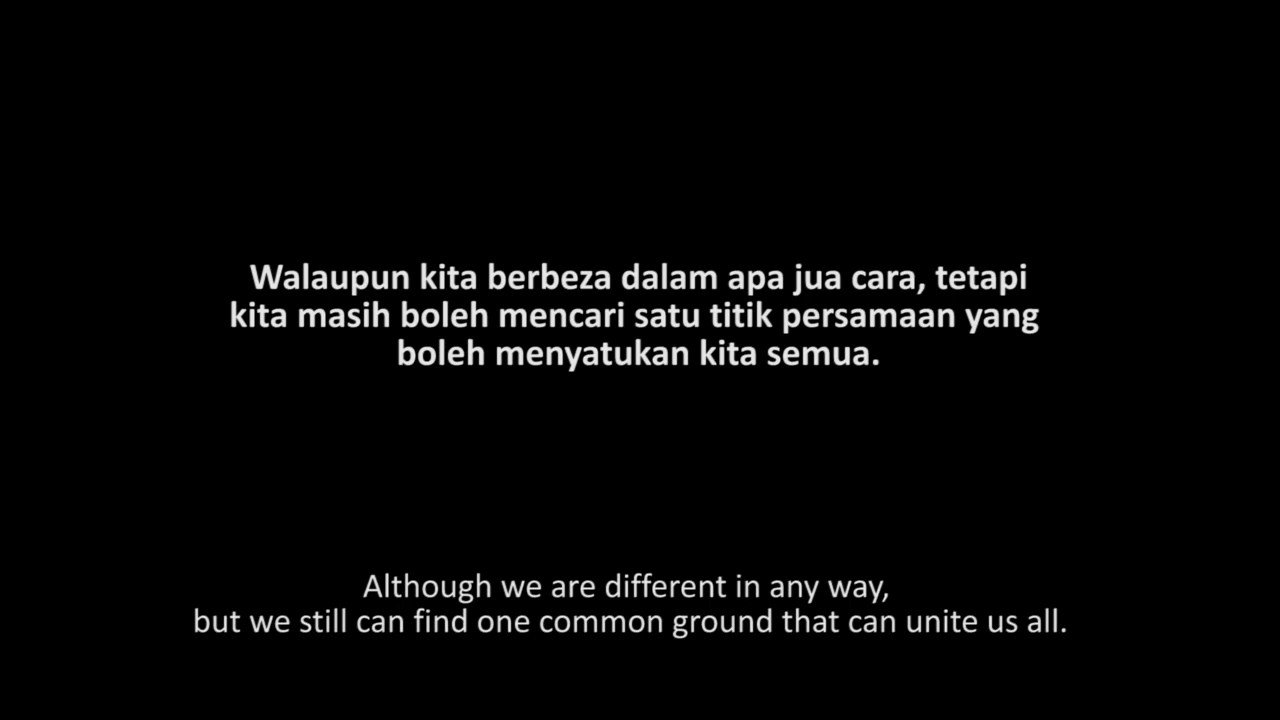 Walaupun kita berbeza dalam apa jua cara, tetapi
kita masih boleh mencari satu titik persamaan yang
boleh menyatukan kita semua.
Although we are different in any way,
but we still can find one common ground that can unite us all.